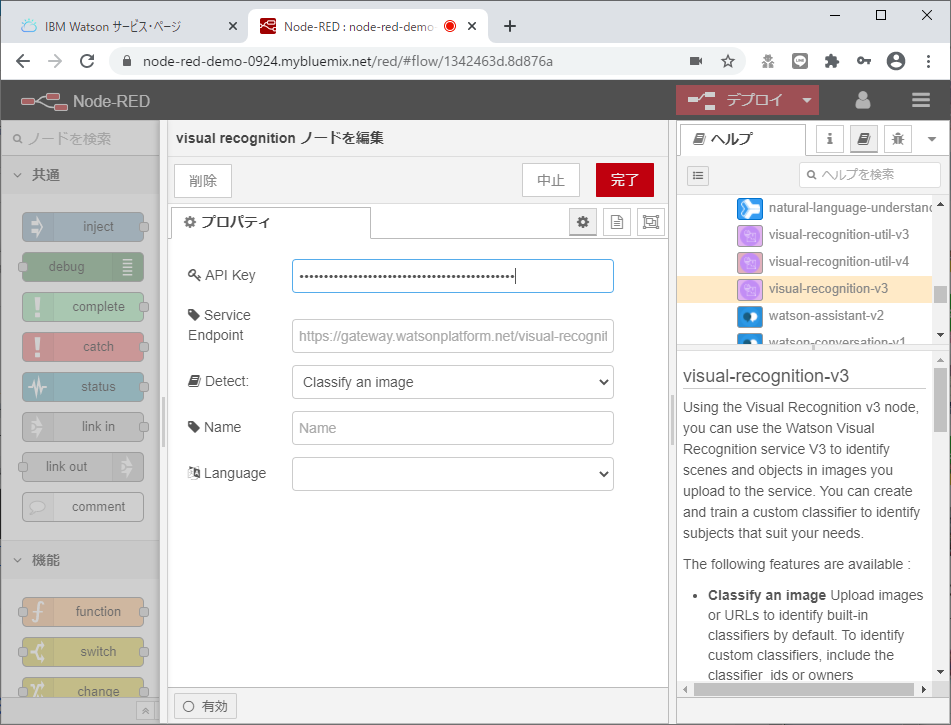 IBM Watson サービス・ページ
Node-RED : node-red-demo
node-red-demo-0924.mybluemix.net/red/#flow/1342463d.8d876a
Node-RED
デプロイ
ノードを検索
visual recognition ノードを編集
ヘルプ
共通
削除
中止
完了
ヘルプを検索
inject
debug
complete
catch
status
link in
link out
comment
機能
function
switch
change
プロパティ
API Key
Service
Endpoint
https://gateway.watsonplatform.net/visual-recognit
Detect:
Classify an image
Name
Name
Language
有効
natural-language-understanc
visual-recognition-util-v3
visual-recognition-util-v4
visual-recognition-v3
watson-assistant-v2
watson-conversation-v1
visual-recognition-v3
Using the Visual Recognition v3 node,
you can use the Watson Visual
Recognition service V3 to identify
scenes and objects in images you
upload to the service. You can create
and train a custom classifier to identify
subjects that suit your needs.
The following features are available :
• Classify an image Upload images
or URLs to identify built-in
classifiers by default. To identify
custom classifiers, include the
classifier_ids or owners